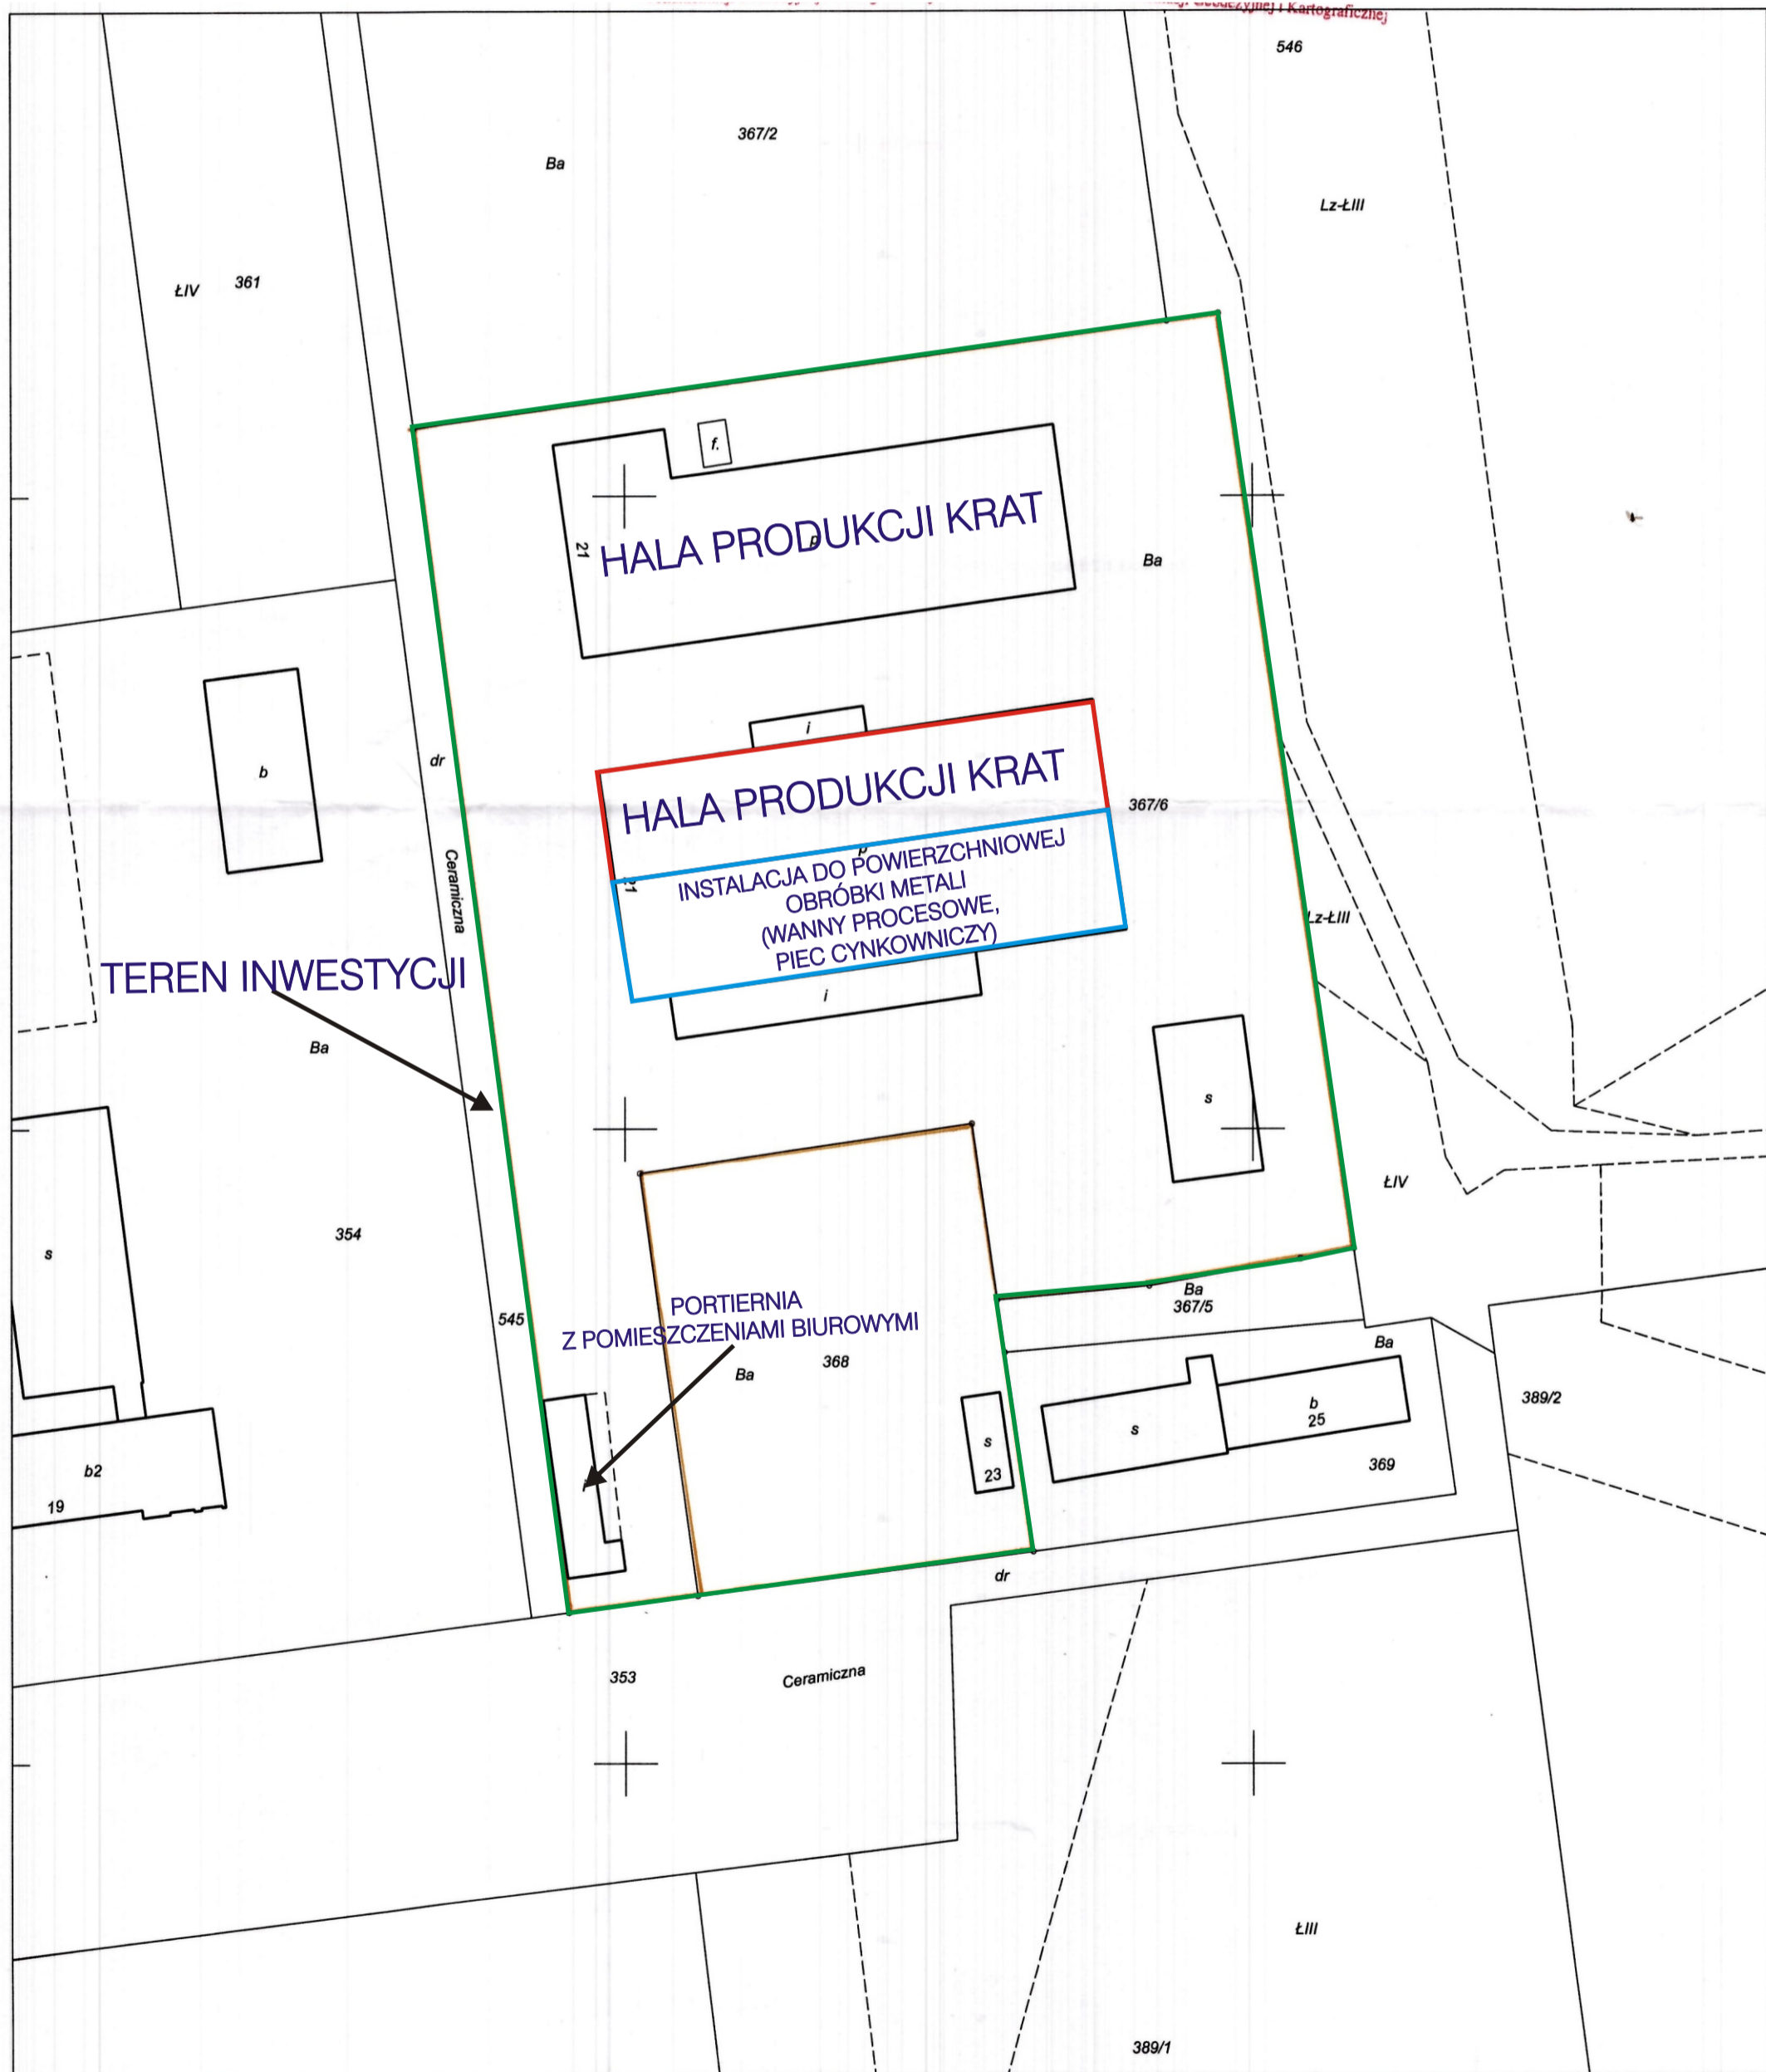 Geodezyjnej i Kartograficznej
546
367/2
Ba
Lz-ŁIII
ŁIV
361
f.
HALA PRODUKCJI KRAT
p
21
Ba
i
b
dr
HALA PRODUKCJI KRAT
367/6
p
21
INSTALACJA DO POWIERZCHNIOWEJ
OBRÓBKI METALI
(WANNY PROCESOWE,
PIEC CYNKOWNICZY)
Ceramiczna
Lz-ŁIII
TEREN INWESTYCJI
i
Ba
s
ŁIV
354
s
545
PORTIERNIA
Z POMIESZCZENIAMI BIUROWYMI
Ba
367/5
368
Ba
Ba
389/2
b
25
s
s
23
369
b2
19
dr
353
Ceramiczna
ŁIII
389/1